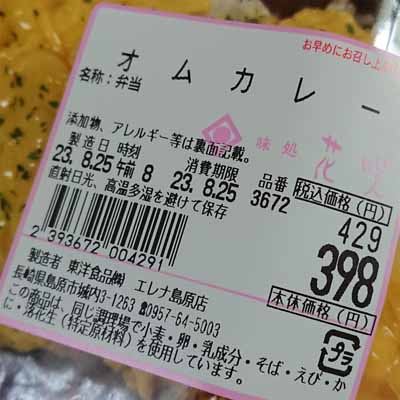 お早めにお召し上
オムカレー
名称:弁当
味処 花
添加物、アレルギー等は裏面記載。
製造日 時刻 消費期限
23. 8.25 午前 8 23. 8.25
品番 3672
直射日光、高温多湿を避けて保存
税込価格(円)
429
398
本体価格(円)
2 393672 004291
製造者 東洋食品㈲ エレナ島原店
長崎県島原市城内3-1263 ☎0957-64-5003
この商品は、同じ調理場で小麦・卵・乳成分・そば・えび・か
に・落花生(特定原材料)を使用しています。
プラ